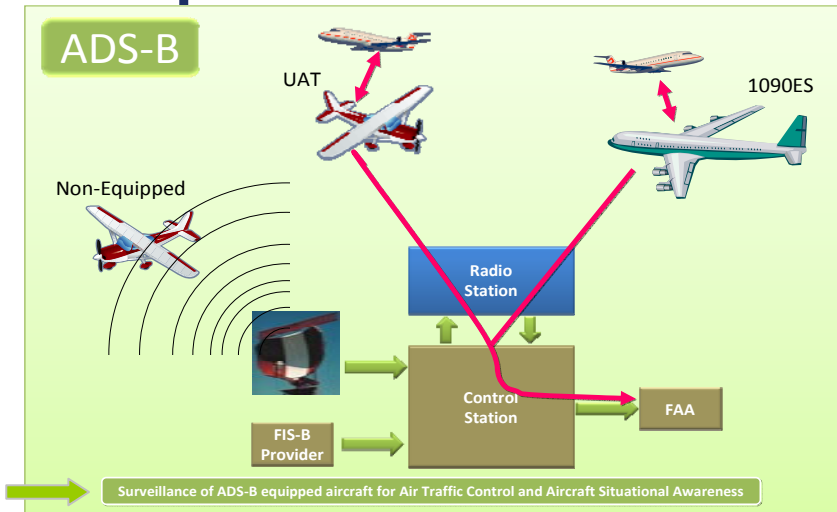 ADS-B
UAT
1090ES
Non-Equipped
Radio
Station
Control
Station
FAA
FIS-B
Provider
Surveillance of ADS-B equipped aircraft for Air Traffic Control and Aircraft Situational Awareness